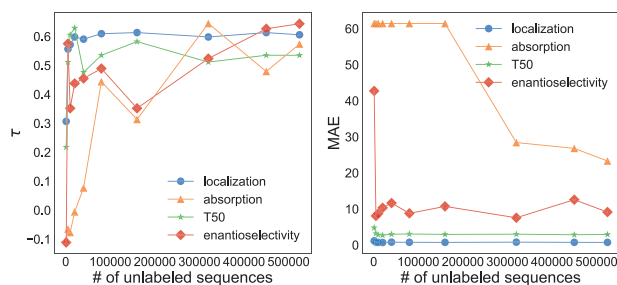 0.6
0.5
0.4
0.3
0.2
0.1
0.0
−0.1
τ
0 100000 200000 300000 400000 500000
# of unlabeled sequences
localization
absorption
T50
enantioselectivity
60
50
40
30
20
10
0
MAE
0 100000 200000 300000 400000 500000
# of unlabeled sequences
localization
absorption
T50
enantioselectivity